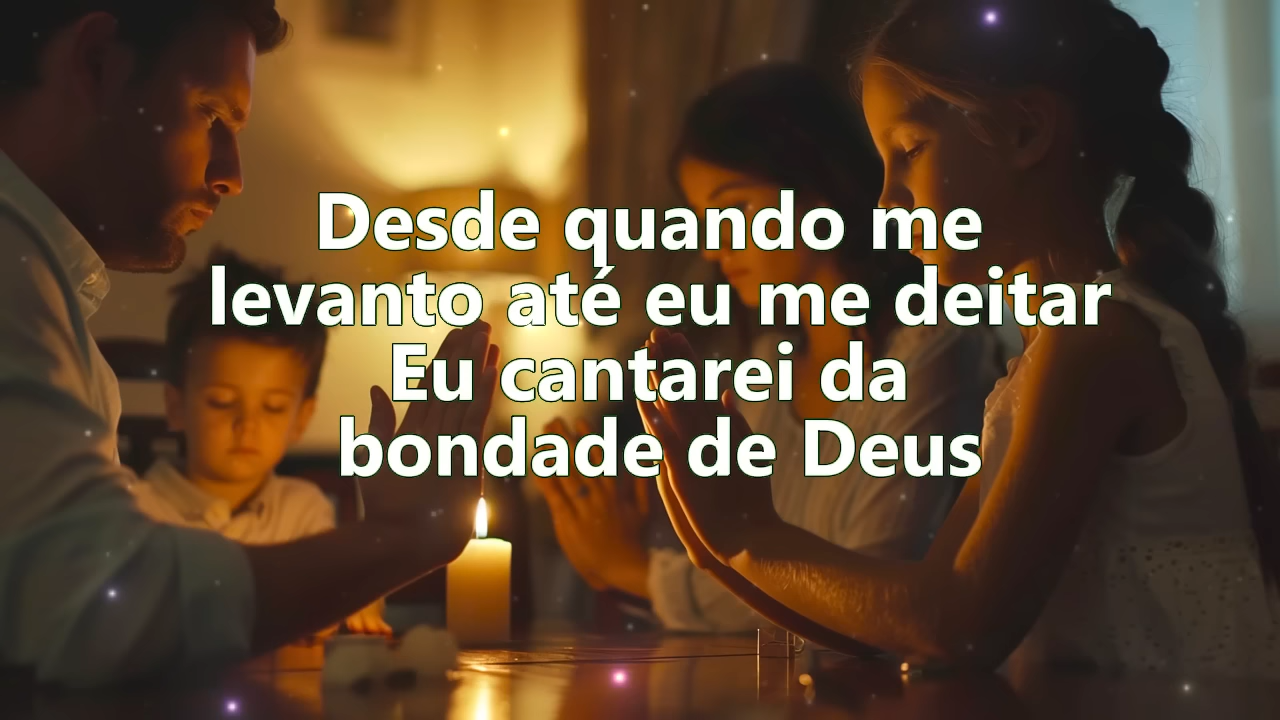 Desde quando me
levanto até eu me deitar
Eu cantarei da
bondade de Deus